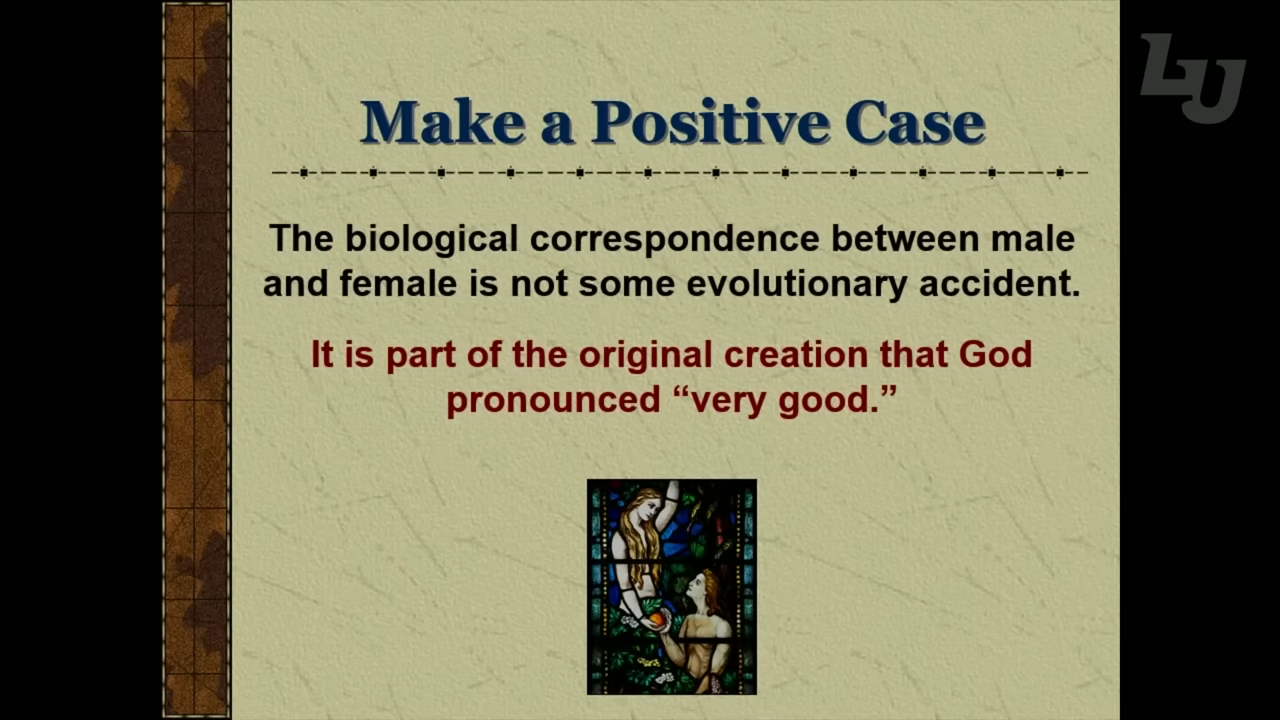 LU
Make a Positive Case
The biological correspondence between male
and female is not some evolutionary accident.
It is part of the original creation that God
pronounced “very good.”